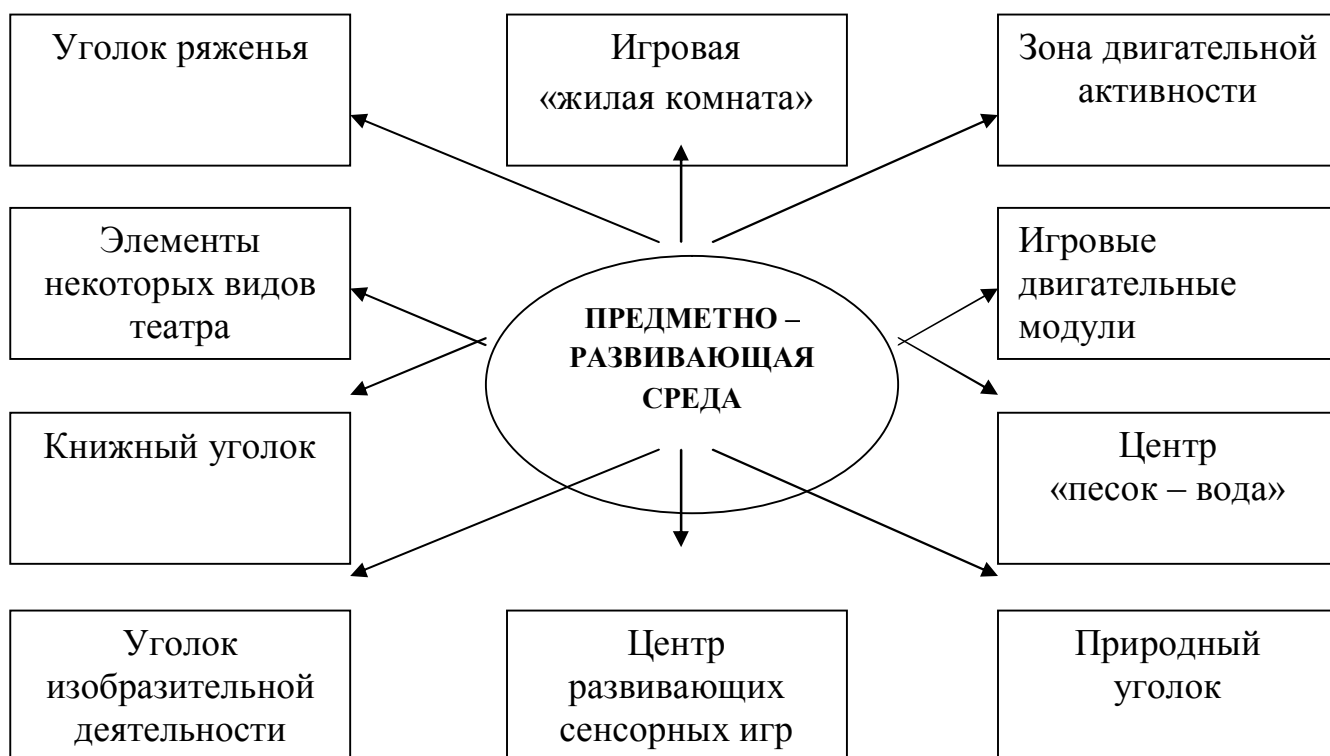 Уголок ряженья
Игровая
«жилая комната»
Зона двигательной
активности
Элементы
некоторых видов
театра
ПРЕДМЕТНО –
РАЗВИВАЮЩАЯ
СРЕДА
Игровые
двигательные
модули
Книжный уголок
Центр
«песок – вода»
Уголок
изобразительной
деятельности
Центр
развивающих
сенсорных игр
Природный
уголок